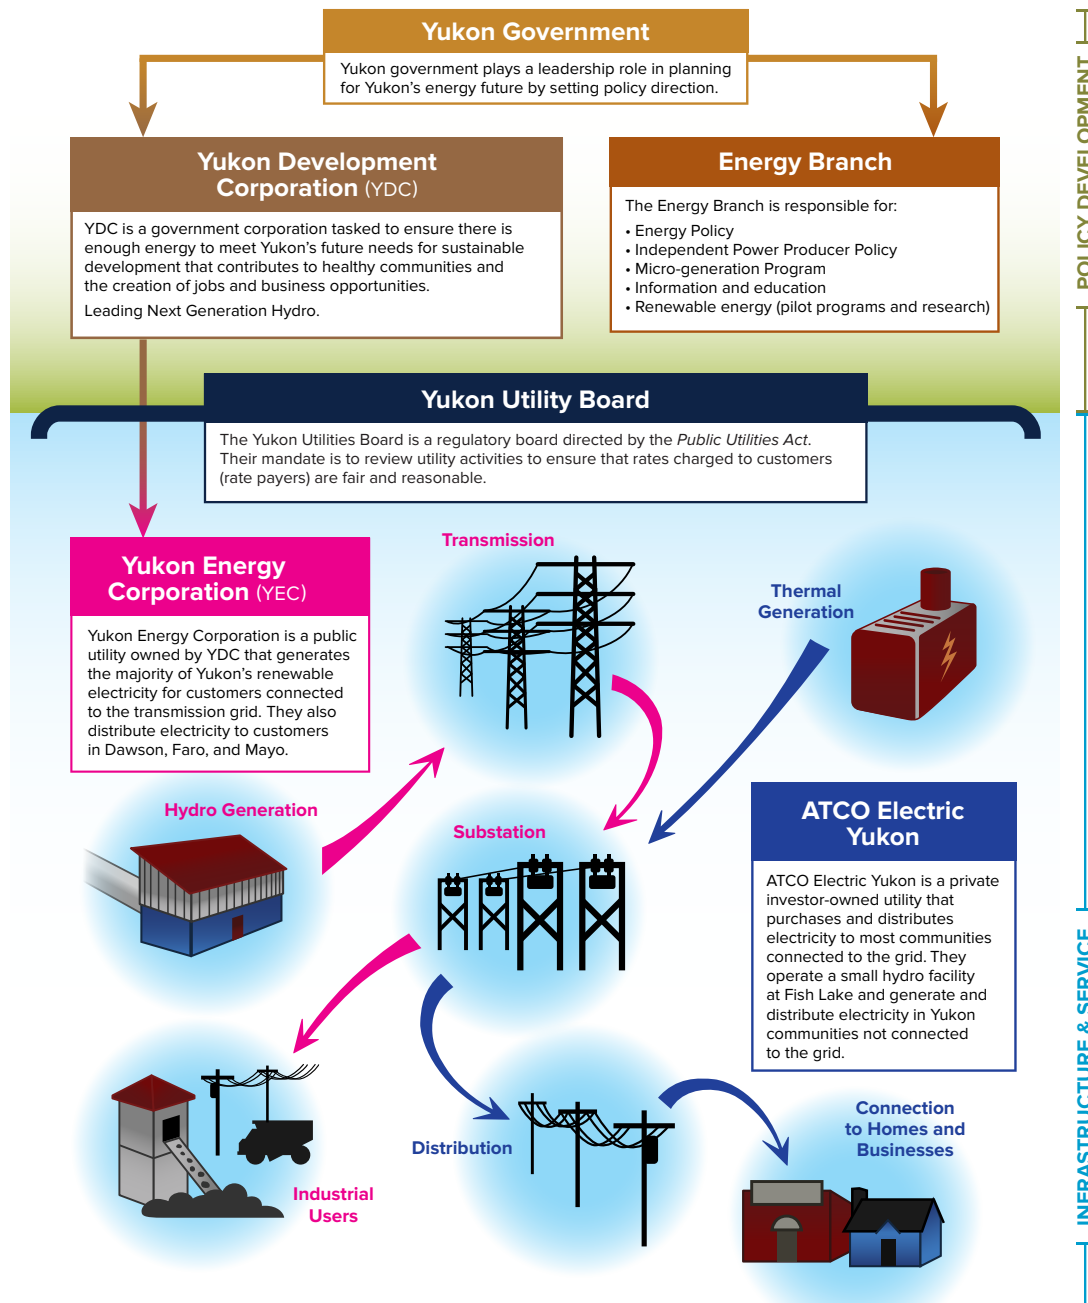 Yukon Government
Yukon government plays a leadership role in planning
for Yukon's energy future by setting policy direction.
Yukon Development
Corporation (YDC)
YDC is a government corporation tasked to ensure there is
enough energy to meet Yukon's future needs for sustainable
development that contributes to healthy communities and
the creation of jobs and business opportunities.
Leading Next Generation Hydro.
Energy Branch
The Energy Branch is responsible for:
• Energy Policy
• Independent Power Producer Policy
• Micro-generation Program
• Information and education
• Renewable energy (pilot programs and research)
POLICY DEVELOPMENT
Yukon Utility Board
The Yukon Utilities Board is a regulatory board directed by the Public Utilities Act.
Their mandate is to review utility activities to ensure that rates charged to customers
(rate payers) are fair and reasonable.
Yukon Energy
Corporation (YEC)
Yukon Energy Corporation is a public
utility owned by YDC that generates
the majority of Yukon's renewable
electricity for customers connected
to the transmission grid. They also
distribute electricity to customers
in Dawson, Faro, and Mayo.
Transmission
Thermal
Generation
Hydro Generation
Substation
ATCO Electric
Yukon
ATCO Electric Yukon is a private
investor-owned utility that
purchases and distributes
electricity to most communities
connected to the grid. They
operate a small hydro facility
at Fish Lake and generate and
distribute electricity in Yukon
communities not connected
to the grid.
Industrial
Users
Distribution
Connection
to Homes and
Businesses
INFRASTRUCTURE & SERVICE